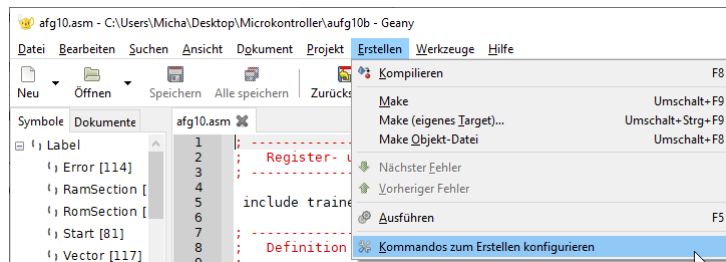 afg10.asm - C:\Users\Micha\Desktop\Microkontroller\aufg10b - Geany
Datei Bearbeiten Suchen Ansicht Dokument Projekt Erstellen Werkzeuge Hilfe
Neu Öffnen Speichern Alle speichern Zurücks
Kompilieren F8
Make Umschalt+F9
Make (eigenes Target)... Umschalt+Strg+F9
Make Objekt-Datei Umschalt+F8
Nächster Fehler
Vorheriger Fehler
Ausführen F5
Kommandos zum Erstellen konfigurieren
Symbole Dokumente
Label
Error [114]
RamSection [
RomSection [
Start [81]
Vector [117]
afg10.asm
1 ; ------------
2 ; Register- u
3 ; ------------
4
5 include traine
6
7 ; ------------
8 ; Definition
9